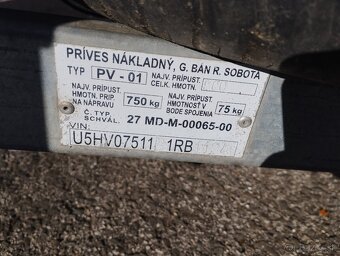 PRÍVES NÁKLADNÝ, G. BAN R. SOBOTA
TYP PV - 01 NAJV. PRÍPUST. CELK. HMOTN.
NAJV. PRÍPUST. HMOTN. PRIP. NA NÁPRAVU 750 kg NAJV. PRÍPUST. HMOTNOSŤ V BODE SPOJENIA 75 kg
Č. TYP. SCHVÁL. 27 MD-M-00065-00
VIN:
U5HV07511 1RB